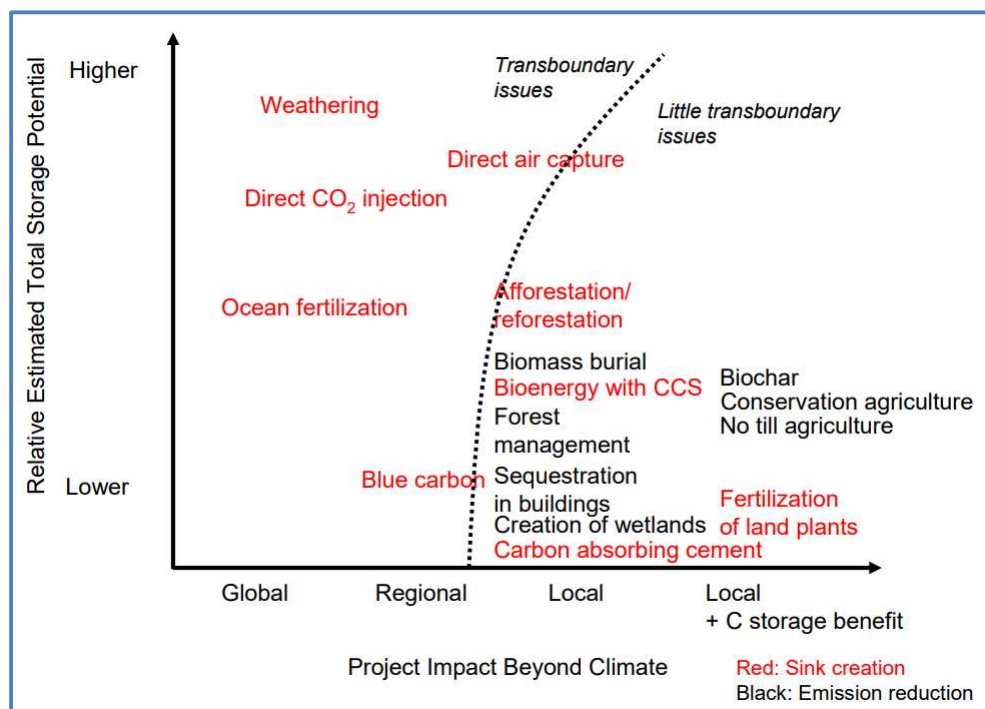 Relative Estimated Total Storage Potential
Higher
Lower
Transboundary
issues
Little transboundary
issues
Weathering
Direct air capture
Direct CO₂ injection
Ocean fertilization
Afforestation/
reforestation
Biomass burial
Bioenergy with CCS
Forest
management
Biochar
Conservation agriculture
No till agriculture
Blue carbon
Sequestration
in buildings
Creation of wetlands
Carbon absorbing cement
Fertilization
of land plants
Global
Regional
Local
Local
+ C storage benefit
Project Impact Beyond Climate
Red: Sink creation
Black: Emission reduction